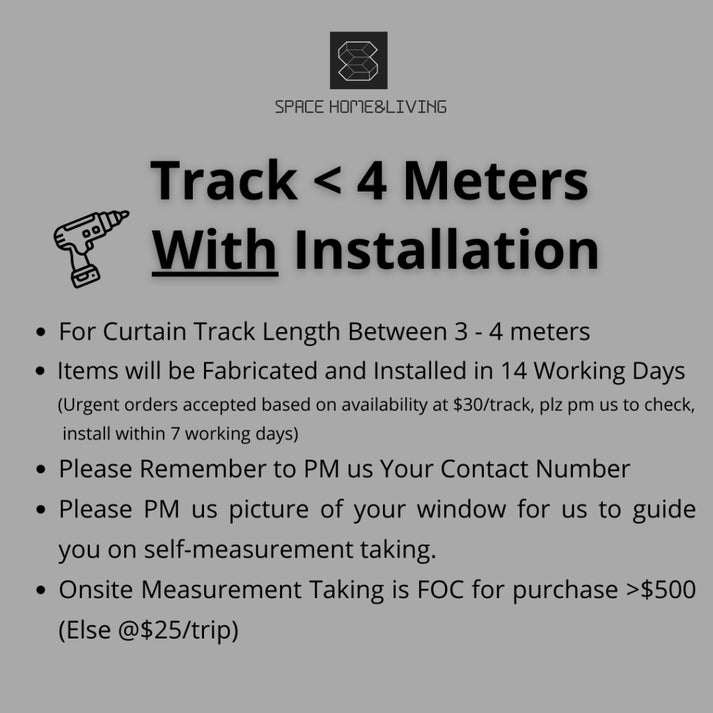 SPACE HOME&LIVING
Track < 4 Meters
With Installation
• For Curtain Track Length Between 3 - 4 meters
• Items will be Fabricated and Installed in 14 Working Days
(Urgent orders accepted based on availability at $30/track, plz pm us to check,
install within 7 working days)
• Please Remember to PM us Your Contact Number
• Please PM us picture of your window for us to guide
you on self-measurement taking.
• Onsite Measurement Taking is FOC for purchase >$500
(Else @$25/trip)